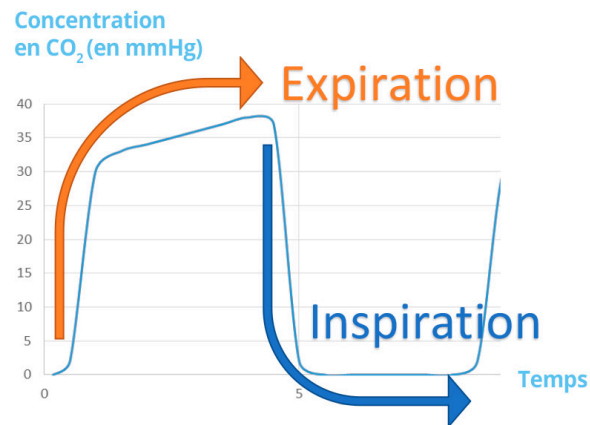 Concentration
en CO₂ (en mmHg)
Expiration
40
35
30
25
20
15
10
5
0
Inspiration
0
5
Temps